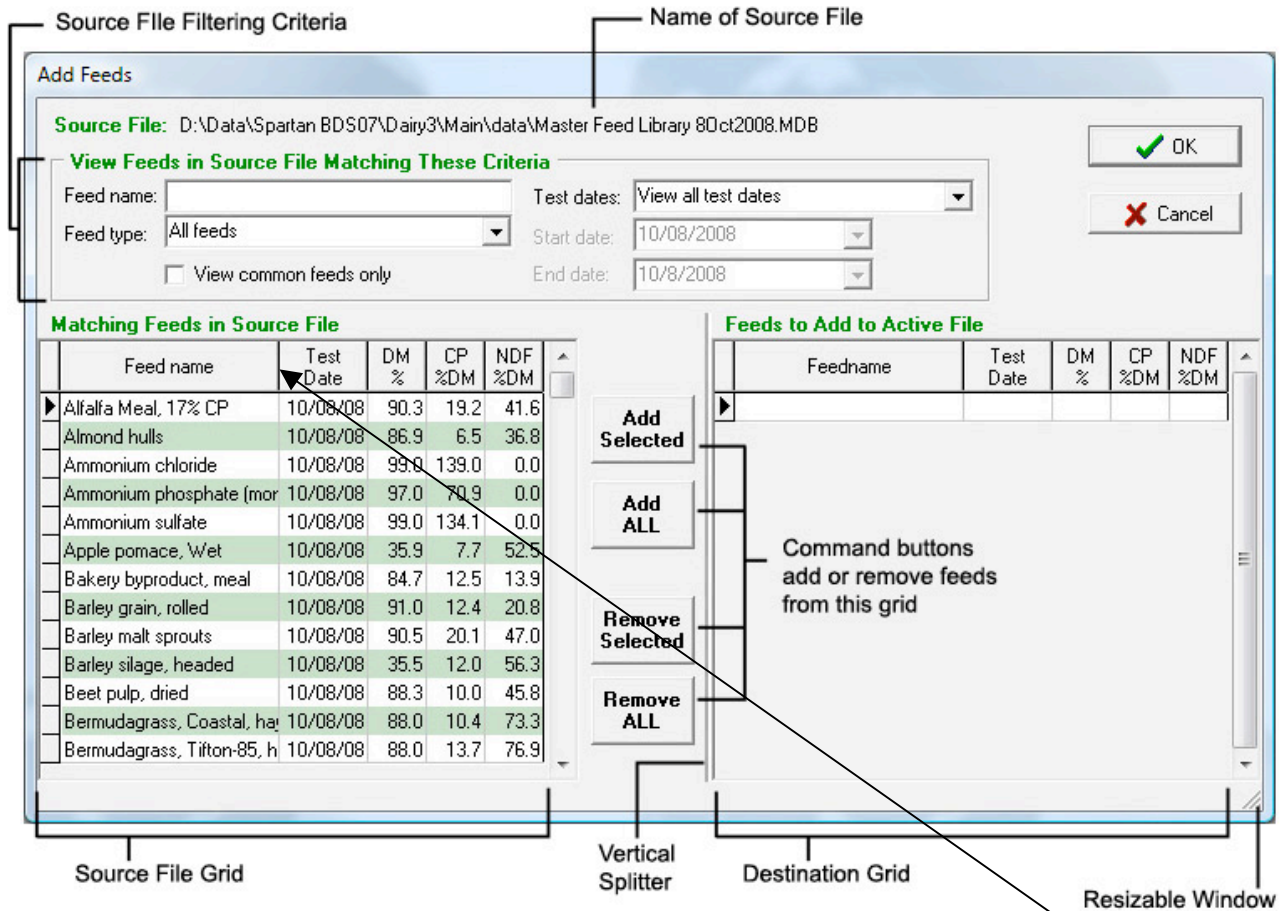 Source FIle Filtering Criteria
Name of Source File
Add Feeds
Source File: D:\Data\Spartan BDS07\Dairy3\Main\data\Master Feed Library 8Oct2008.MDB
OK
View Feeds in Source File Matching These Criteria
Feed name:
Test dates: View all test dates
Cancel
Feed type: All feeds
Start date: 10/08/2008
View common feeds only
End date: 10/8/2008
Matching Feeds in Source File
Feed name Test Date DM % CP %DM NDF %DM
Alfalfa Meal, 17% CP 10/08/08 90.3 19.2 41.6
Almond hulls 10/08/08 86.9 6.5 36.8
Ammonium chloride 10/08/08 99.0 139.0 0.0
Ammonium phosphate (mor 10/08/08 97.0 70.9 0.0
Ammonium sulfate 10/08/08 99.0 134.1 0.0
Apple pomace, Wet 10/08/08 35.9 7.7 52.5
Bakery byproduct, meal 10/08/08 84.7 12.5 13.9
Barley grain, rolled 10/08/08 91.0 12.4 20.8
Barley malt sprouts 10/08/08 90.5 20.1 47.0
Barley silage, headed 10/08/08 35.5 12.0 56.3
Beet pulp, dried 10/08/08 88.3 10.0 45.8
Bermudagrass, Coastal, hay 10/08/08 88.0 10.4 73.3
Bermudagrass, Tifton-85, h 10/08/08 88.0 13.7 76.9
Add
Selected
Add
ALL
Remove
Selected
Remove
ALL
Feeds to Add to Active File
Feedname Test Date DM % CP %DM NDF %DM
Command buttons
add or remove feeds
from this grid
Source File Grid
Vertical
Splitter
Destination Grid
Resizable Window